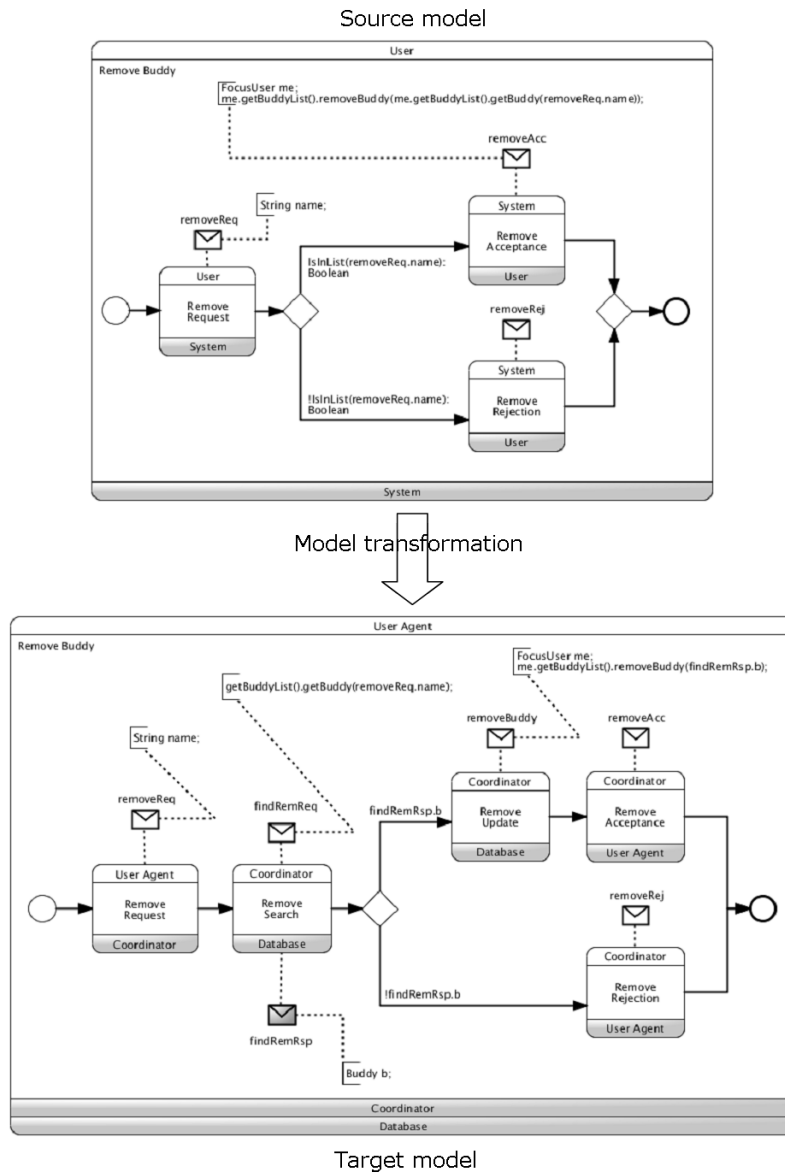 Source model
User
Remove Buddy
FocusUser me;
me.getBuddyList().removeBuddy(me.getBuddyList().getBuddy(removeReq.name));
removeAcc
String name;
removeReq
System
Remove
Acceptance
User
User
Remove
Request
System
IsInList(removeReq.name):
Boolean
removeRej
System
Remove
Rejection
User
!IsInList(removeReq.name):
Boolean
System
Model transformation
User Agent
Remove Buddy
FocusUser me;
me.getBuddyList().removeBuddy(findRemRsp.b);
getBuddyList().getBuddy(removeReq.name);
removeBuddy
removeAcc
String name;
removeReq
findRemReq
Coordinator
Remove
Update
Database
Coordinator
Remove
Acceptance
User Agent
findRemRsp.b
User Agent
Remove
Request
Coordinator
Coordinator
Remove
Search
Database
removeRej
Coordinator
Remove
Rejection
User Agent
!findRemRsp.b
findRemRsp
Buddy b;
Coordinator
Database
Target model